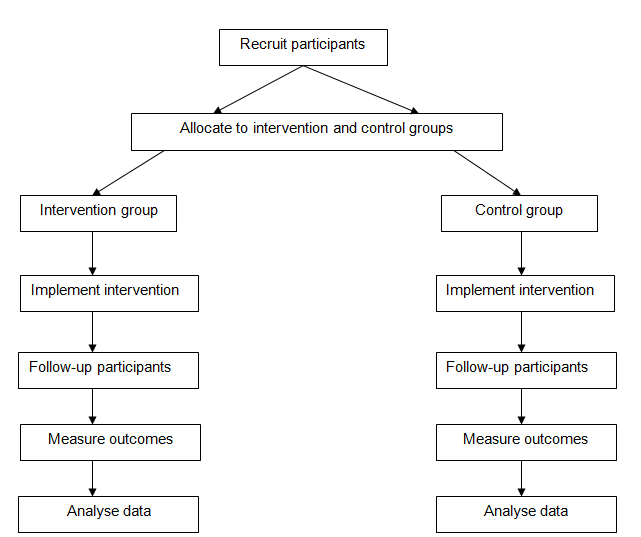 Recruit participants
Allocate to intervention and control groups
Intervention group
Control group
Implement intervention
Implement intervention
Follow-up participants
Follow-up participants
Measure outcomes
Measure outcomes
Analyse data
Analyse data